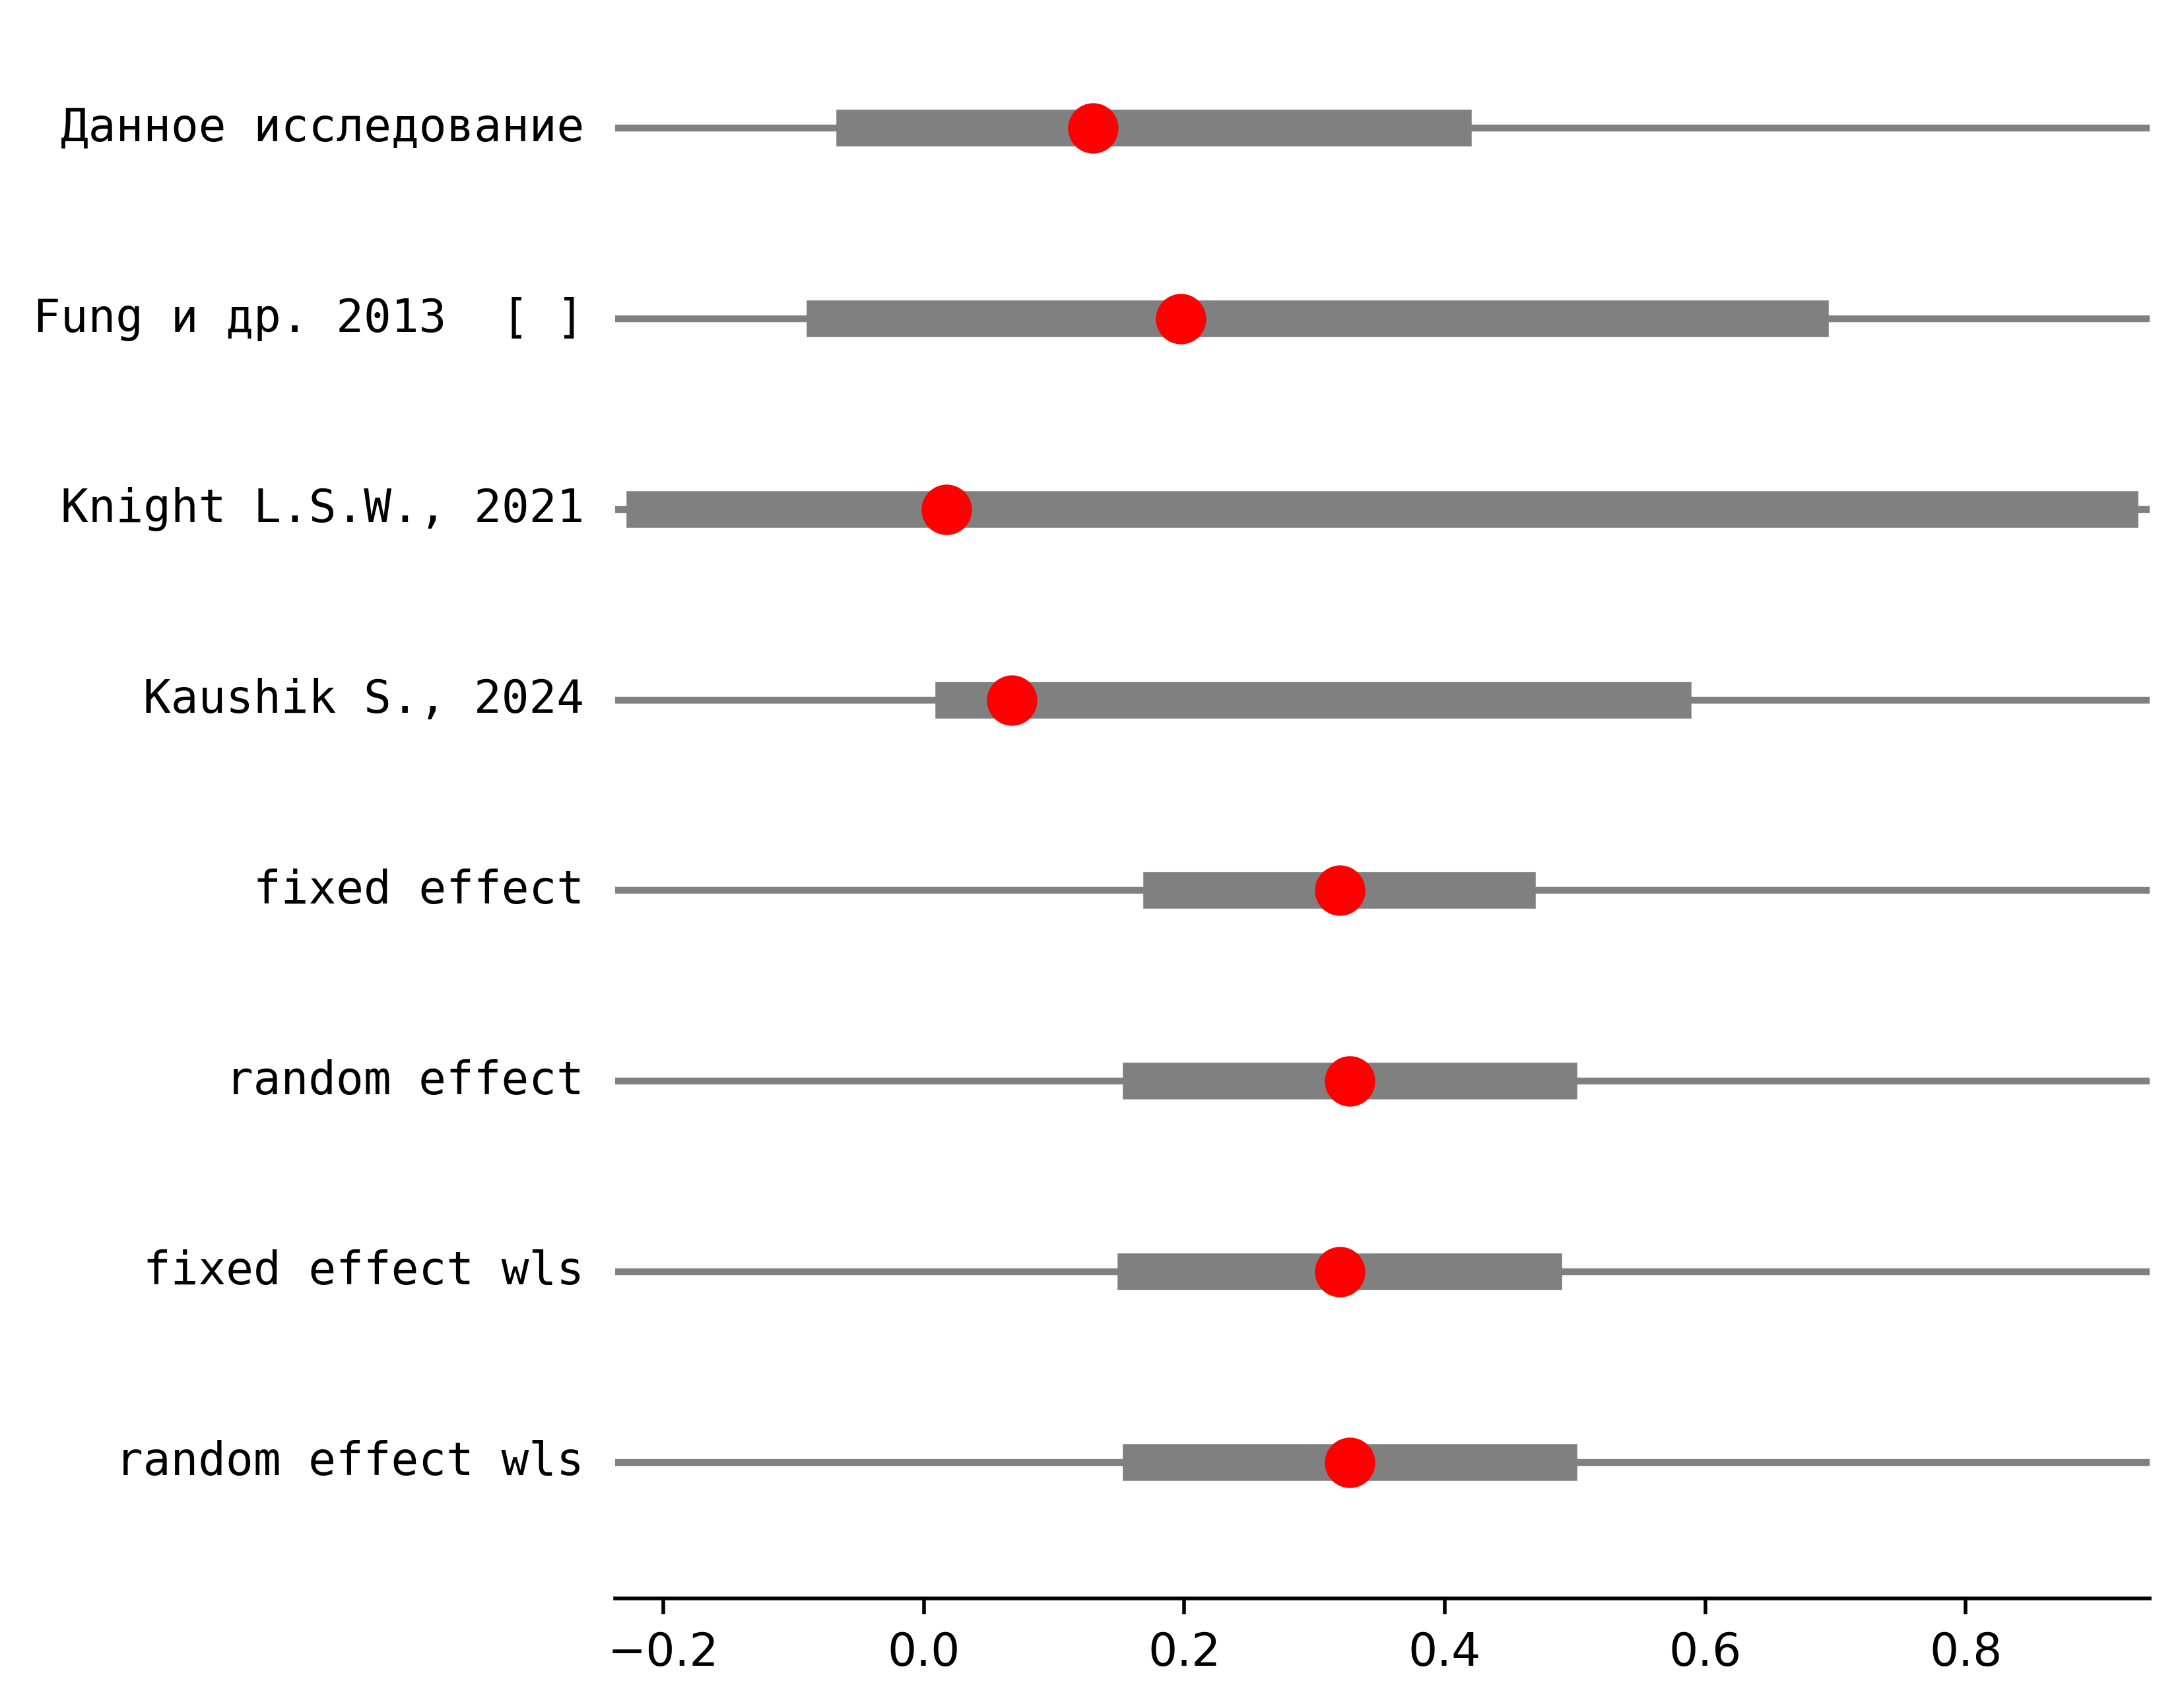 Данное исследование
Fung и др. 2013  [ ]
Knight L.S.W., 2021
Kaushik S., 2024
fixed effect
random effect
fixed effect wls
random effect wls
−0.2 0.0 0.2 0.4 0.6 0.8